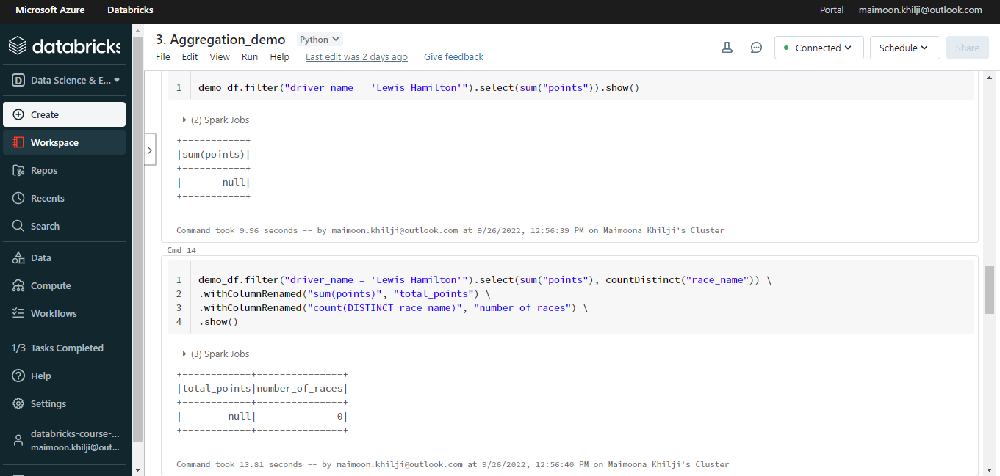 Microsoft Azure | Databricks
Portal maimoon.khilji@outlook.com
databricks
Data Science & E...
Create
Workspace
Repos
Recents
Search
Data
Compute
Workflows
1/3 Tasks Completed
Help
Settings
databricks-course-...
maimoon.khilji@out...
3. Aggregation_demo Python
File Edit View Run Help Last edit was 2 days ago Give feedback
Connected Schedule Share
1 demo_df.filter("driver_name = 'Lewis Hamilton'").select(sum("points")).show()
(2) Spark Jobs
+-----------+
|sum(points)|
+-----------+
|       null|
+-----------+
Command took 9.96 seconds -- by maimoon.khilji@outlook.com at 9/26/2022, 12:56:39 PM on Maimoona Khilji's Cluster
Cmd 14
1 demo_df.filter("driver_name = 'Lewis Hamilton'").select(sum("points"), countDistinct("race_name")) \
2 .withColumnRenamed("sum(points)", "total_points") \
3 .withColumnRenamed("count(DISTINCT race_name)", "number_of_races") \
4 .show()
(3) Spark Jobs
+------------+---------------+
|total_points|number_of_races|
+------------+---------------+
|        null|              0|
+------------+---------------+
Command took 13.81 seconds -- by maimoon.khilji@outlook.com at 9/26/2022, 12:56:40 PM on Maimoona Khilji's Cluster